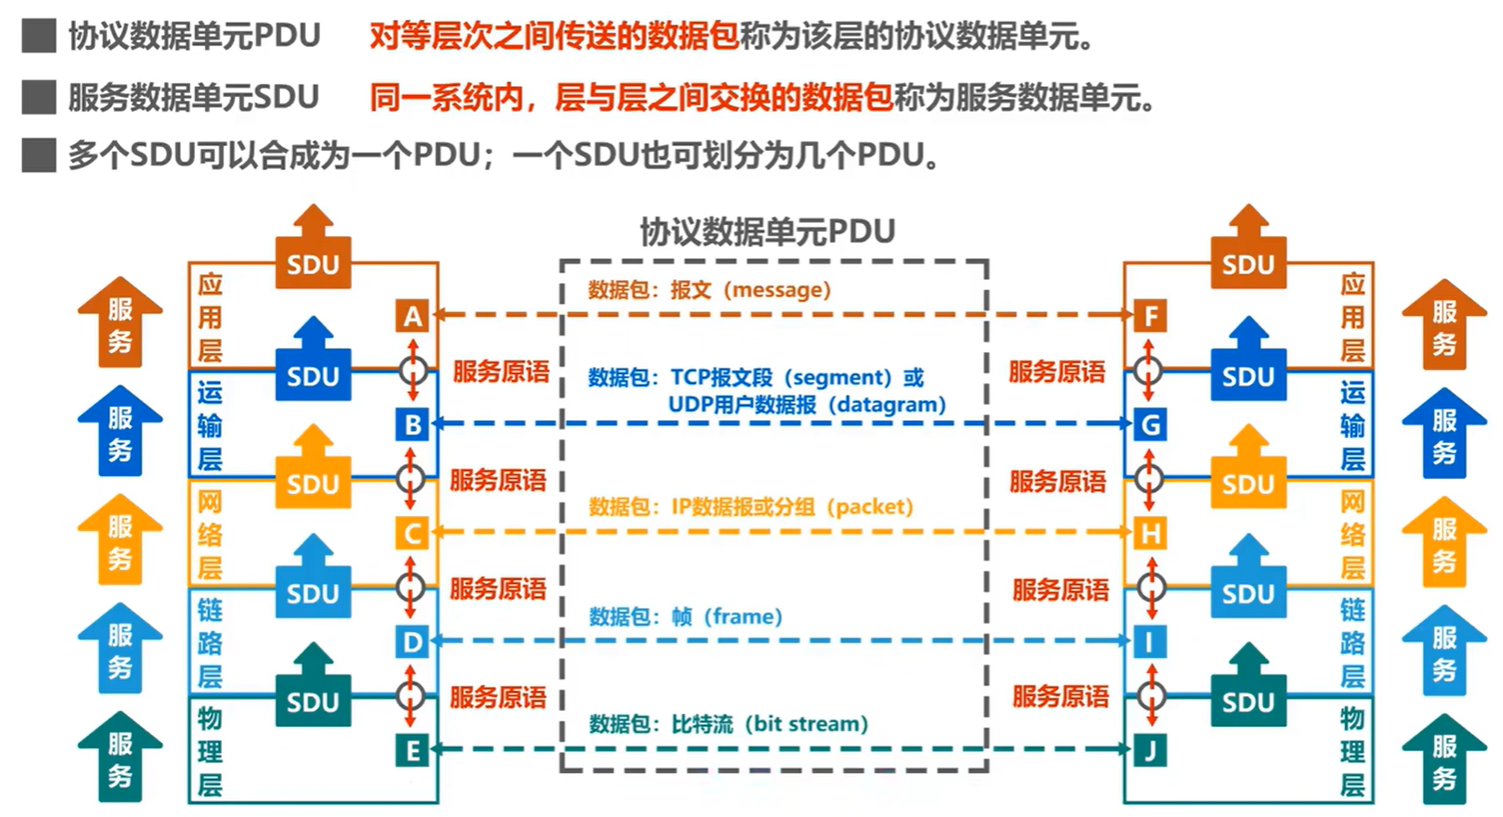 协议数据单元PDU 对等层次之间传送的数据包称为该层的协议数据单元。
服务数据单元SDU 同一系统内，层与层之间交换的数据包称为服务数据单元。
多个SDU可以合成为一个PDU；一个SDU也可划分为几个PDU。
协议数据单元PDU
服务
应用层
SDU
A
数据包：报文（message）
F
SDU
应用层
服务
服务原语
服务原语
服务
运输层
SDU
B
数据包：TCP报文段（segment）或
UDP用户数据报（datagram）
G
SDU
运输层
服务
服务原语
服务原语
服务
网络层
SDU
C
数据包：IP数据报或分组（packet）
H
SDU
网络层
服务
服务原语
服务原语
服务
链路层
SDU
D
数据包：帧（frame）
I
SDU
链路层
服务
服务原语
服务原语
服务
物理层
SDU
E
数据包：比特流（bit stream）
J
SDU
物理层
服务